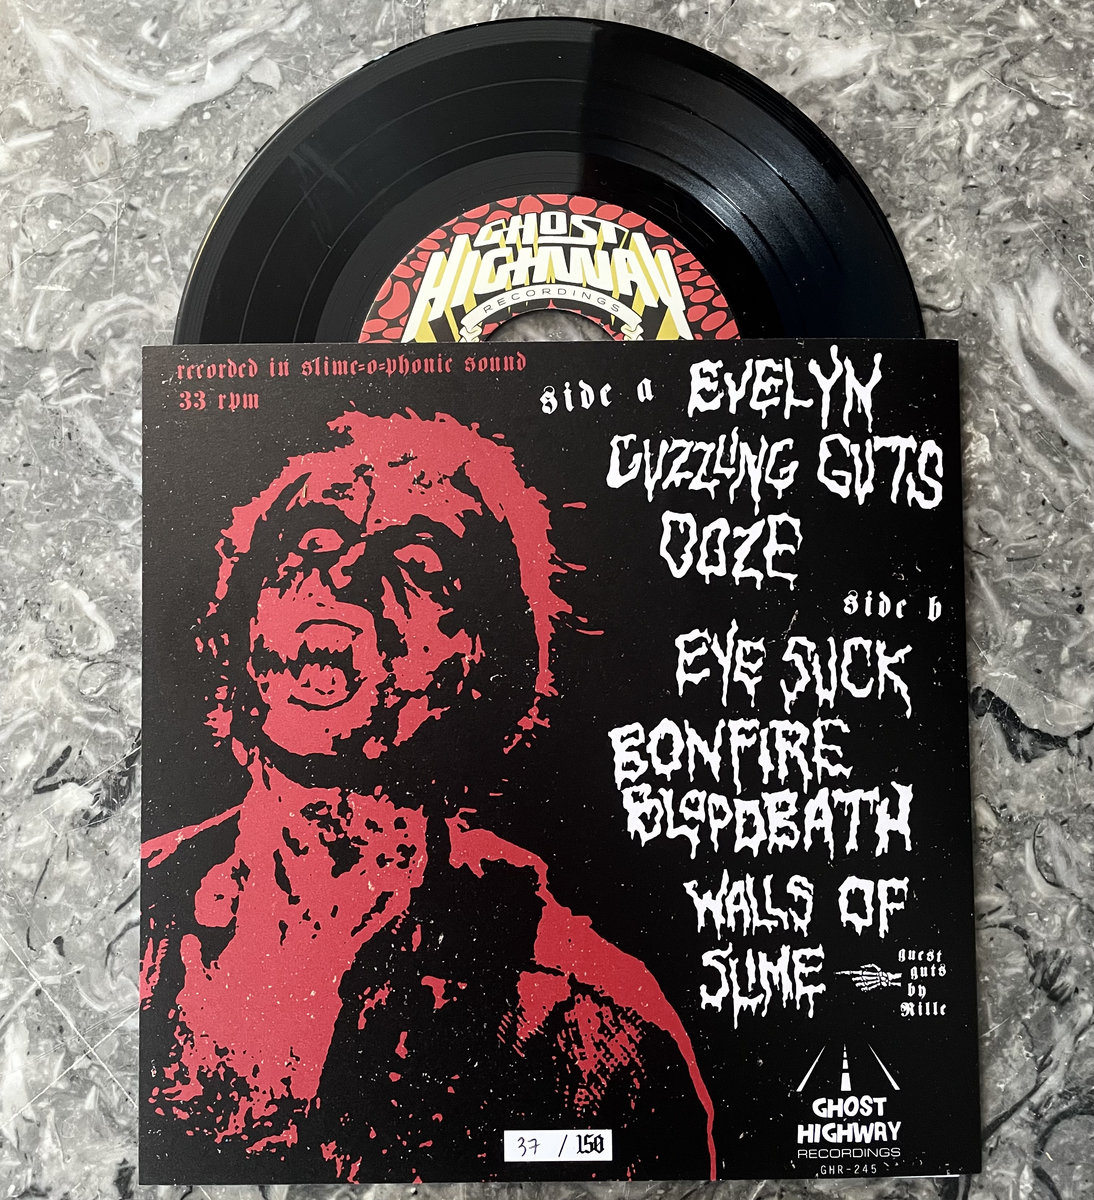 GHOST
HIGHWAY
RECORDINGS
recorded in slime-o-phonic sound
33 rpm
side a EVELYN
GUZZLING GUTS
OOZE
side b
EYE SUCK
BONFIRE
BLOODBATH
WALLS OF
SLIME
guest
guts
by
Rille
37 / 150
GHOST
HIGHWAY
RECORDINGS
GHR-245